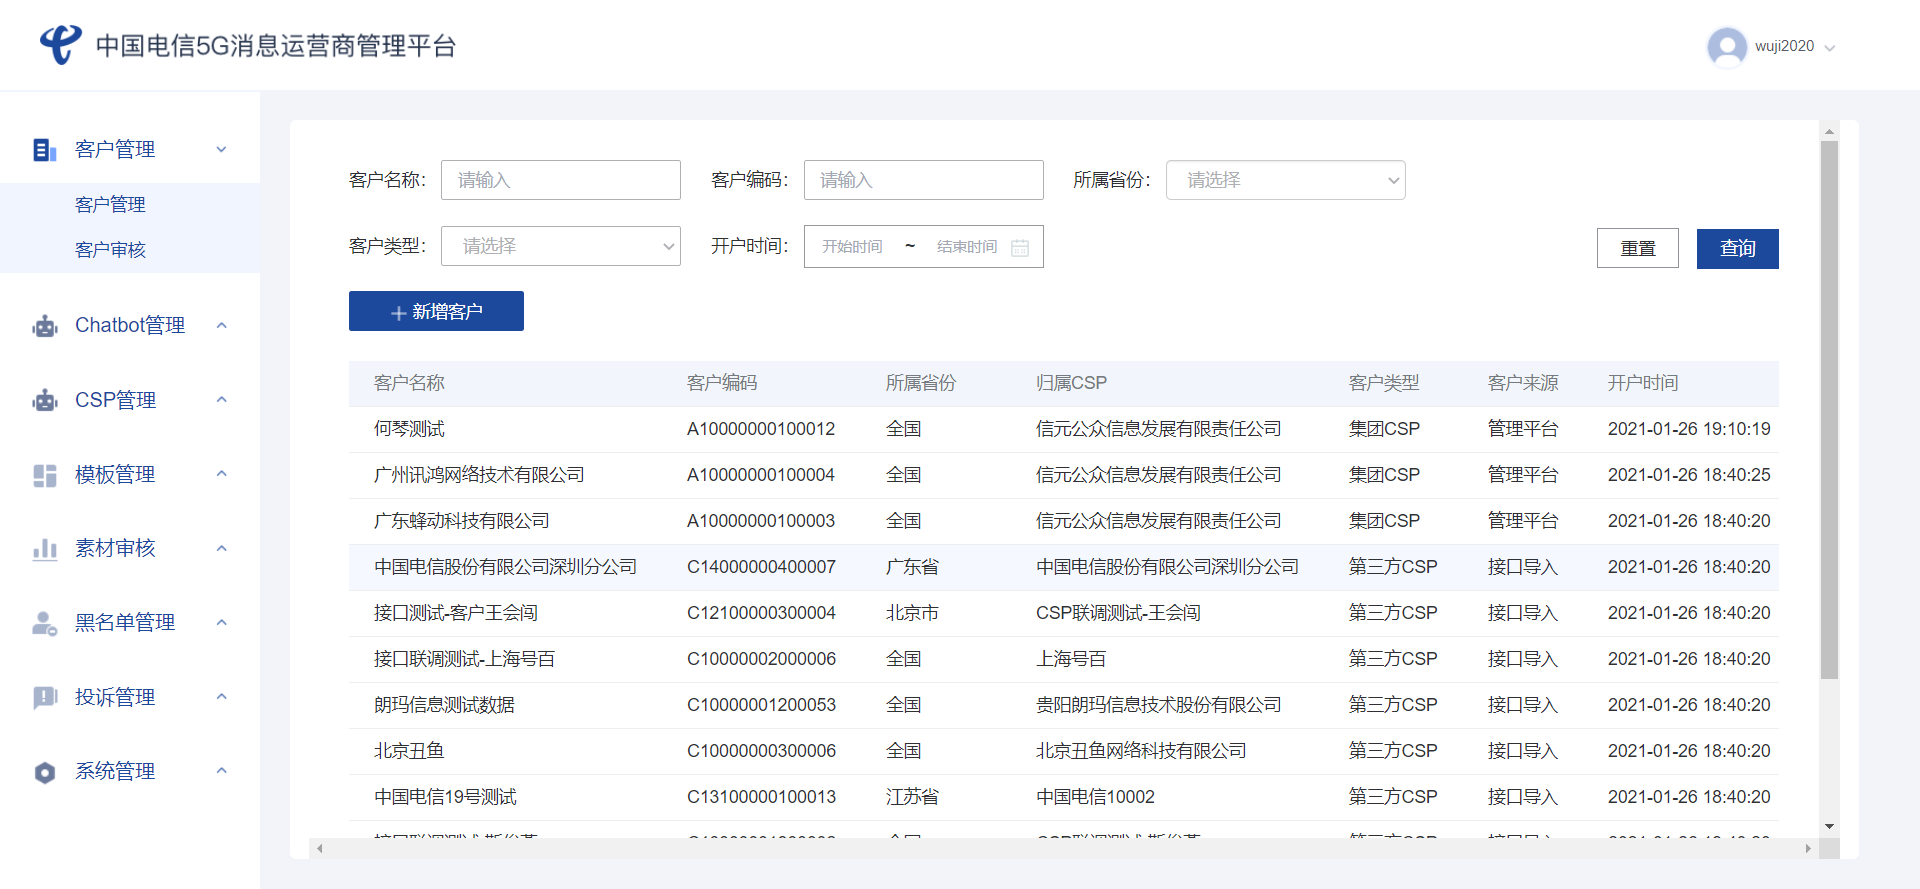 中国电信5G消息运营商管理平台
wuji2020
客户管理
客户管理
客户审核
Chatbot管理
CSP管理
模板管理
素材审核
黑名单管理
投诉管理
系统管理
客户名称： 请输入 客户编码： 请输入 所属省份： 请选择
客户类型： 请选择 开户时间： 开始时间 ~ 结束时间 重置 查询
新增客户
客户名称 客户编码 所属省份 归属CSP 客户类型 客户来源 开户时间
何琴测试 A10000000100012 全国 信元公众信息发展有限责任公司 集团CSP 管理平台 2021-01-26 19:10:19
广州讯鸿网络技术有限公司 A10000000100004 全国 信元公众信息发展有限责任公司 集团CSP 管理平台 2021-01-26 18:40:25
广东蜂动科技有限公司 A10000000100003 全国 信元公众信息发展有限责任公司 集团CSP 管理平台 2021-01-26 18:40:20
中国电信股份有限公司深圳分公司 C14000000400007 广东省 中国电信股份有限公司深圳分公司 第三方CSP 接口导入 2021-01-26 18:40:20
接口测试-客户王会闯 C12100000300004 北京市 CSP联调测试-王会闯 第三方CSP 接口导入 2021-01-26 18:40:20
接口联调测试-上海号百 C10000002000006 全国 上海号百 第三方CSP 接口导入 2021-01-26 18:40:20
朗玛信息测试数据 C10000001200053 全国 贵阳朗玛信息技术股份有限公司 第三方CSP 接口导入 2021-01-26 18:40:20
北京丑鱼 C10000000300006 全国 北京丑鱼网络科技有限公司 第三方CSP 接口导入 2021-01-26 18:40:20
中国电信19号测试 C13100000100013 江苏省 中国电信10002 第三方CSP 接口导入 2021-01-26 18:40:20